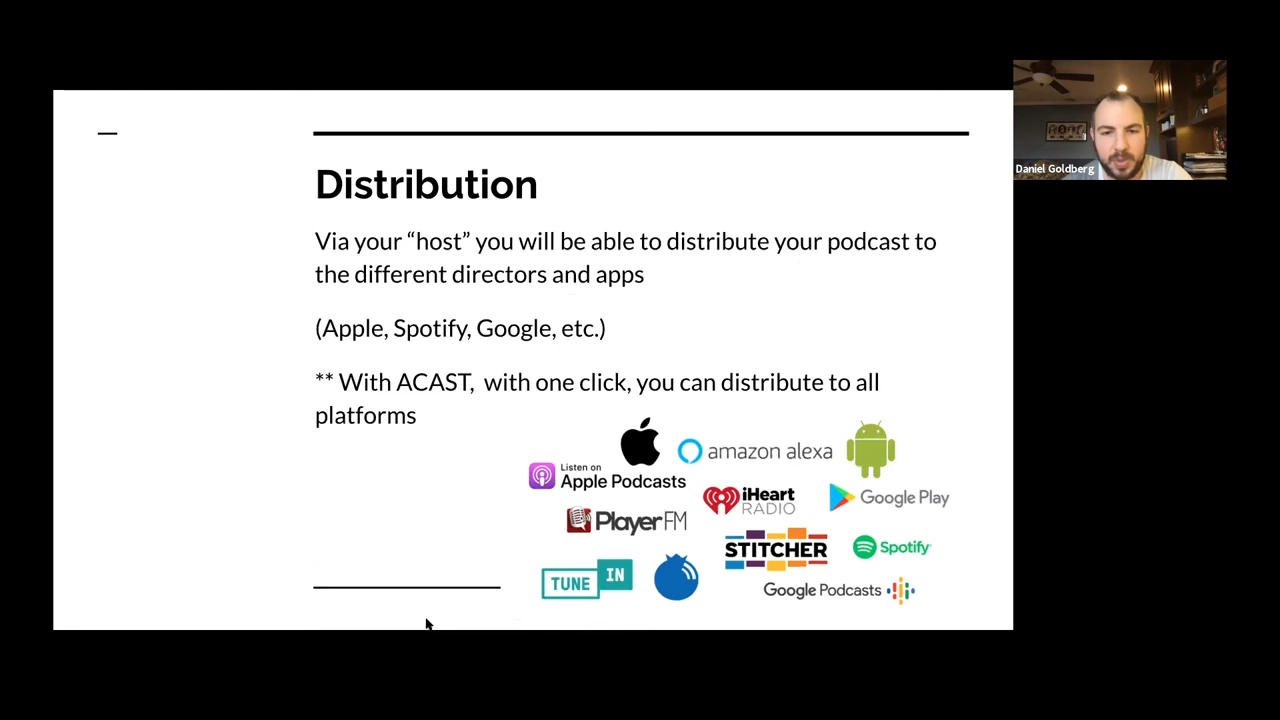 Distribution
Via your “host” you will be able to distribute your podcast to
the different directors and apps
(Apple, Spotify, Google, etc.)
** With ACAST,  with one click, you can distribute to all
platforms
amazon alexa
Listen on
Apple Podcasts
iHeart
RADIO
Google Play
PlayerFM
STITCHER
Spotify
TUNE IN
Google Podcasts
Daniel Goldberg